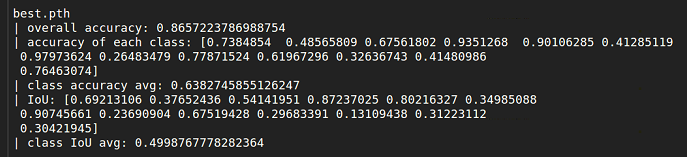 best.pth
| overall accuracy: 0.8657223786988754
| accuracy of each class: [0.7384854  0.48565809 0.67561802 0.9351268  0.90106285 0.41285119
 0.97973624 0.26483479 0.77871524 0.61967296 0.32636743 0.41480986
 0.76463074]
| class accuracy avg: 0.6382745855126247
| IoU: [0.69213106 0.37652436 0.54141951 0.87237025 0.80216327 0.34985088
 0.90745661 0.23690904 0.67519428 0.29683391 0.13109438 0.31223112
 0.30421945]
| class IoU avg: 0.4998767778282364